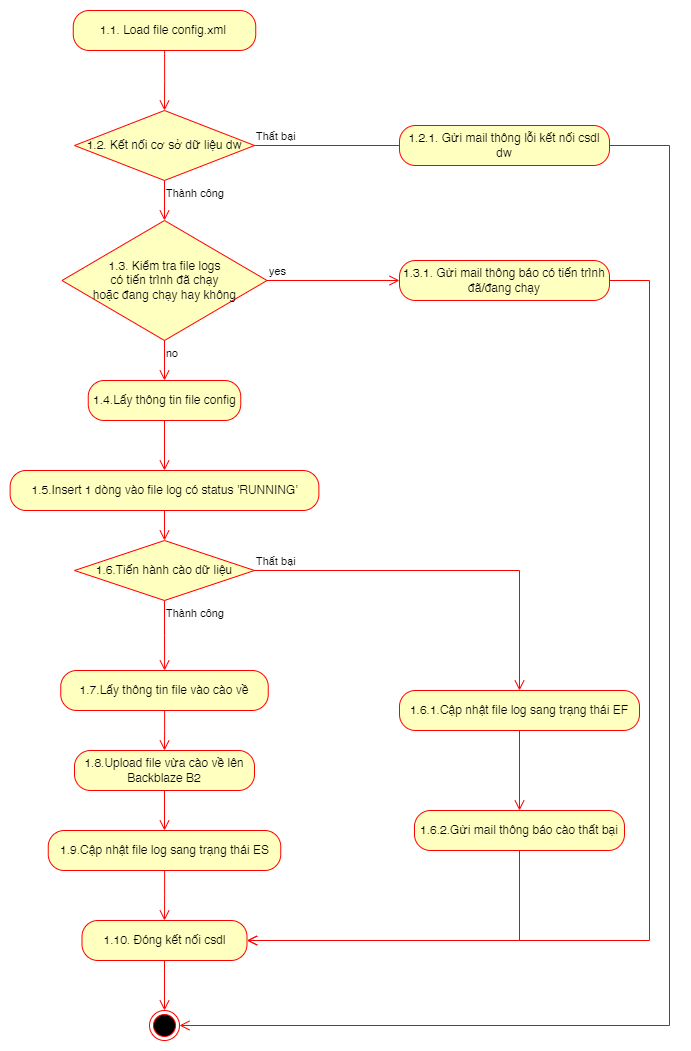 1.1. Load file config.xml
1.2. Kết nối cơ sở dữ liệu dw
Thất bại
1.2.1. Gửi mail thông lỗi kết nối csdl
dw
Thành công
1.3. Kiểm tra file logs
có tiến trình đã chạy
hoặc đang chạy hay không
yes
1.3.1. Gửi mail thông báo có tiến trình
đã/đang chạy
no
1.4.Lấy thông tin file config
1.5.Insert 1 dòng vào file log có status 'RUNNING'
1.6.Tiến hành cào dữ liệu
Thất bại
Thành công
1.7.Lấy thông tin file vào cào về
1.6.1.Cập nhật file log sang trạng thái EF
1.8.Upload file vừa cào về lên
Backblaze B2
1.6.2.Gửi mail thông báo cào thất bại
1.9.Cập nhật file log sang trạng thái ES
1.10. Đóng kết nối csdl